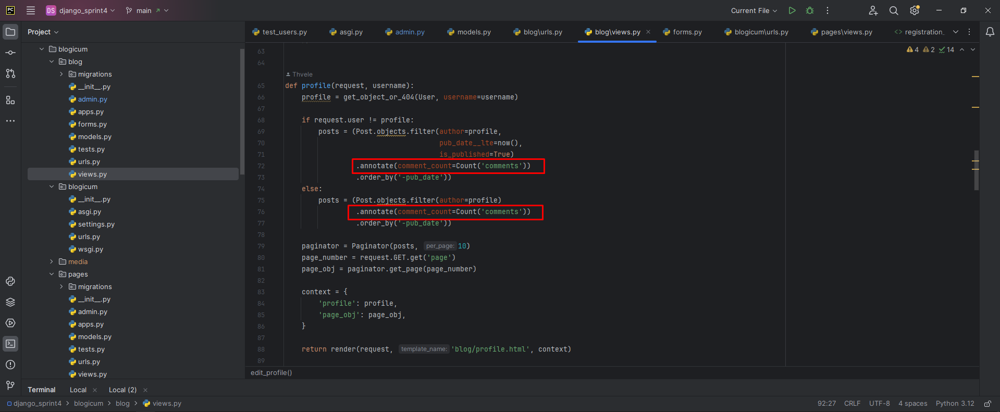 PC DS django_sprint4 main Current File
Project
test_users.py asgi.py admin.py models.py blog\urls.py blog\views.py forms.py blogicum\urls.py pages\views.py registration_
blogicum
blog
migrations
__init__.py
admin.py
apps.py
forms.py
models.py
tests.py
urls.py
views.py
blogicum
__init__.py
asgi.py
settings.py
urls.py
wsgi.py
media
pages
migrations
__init__.py
admin.py
apps.py
models.py
tests.py
urls.py
views.py
4 2 14
63
64
Thvele
65 def profile(request, username):
66 profile = get_object_or_404(User, username=username)
67
68 if request.user != profile:
69 posts = (Post.objects.filter(author=profile,
70 pub_date__lte=now(),
71 is_published=True)
72 .annotate(comment_count=Count('comments'))
73 .order_by('-pub_date'))
74 else:
75 posts = (Post.objects.filter(author=profile)
76 .annotate(comment_count=Count('comments'))
77 .order_by('-pub_date'))
78
79 paginator = Paginator(posts, per_page: 10)
80 page_number = request.GET.get('page')
81 page_obj = paginator.get_page(page_number)
82
83 context = {
84 'profile': profile,
85 'page_obj': page_obj,
86 }
87
88 return render(request, template_name: 'blog/profile.html', context)
89
edit_profile()
Terminal Local Local (2)
django_sprint4 blogicum blog views.py 92:27 CRLF UTF-8 4 spaces Python 3.12